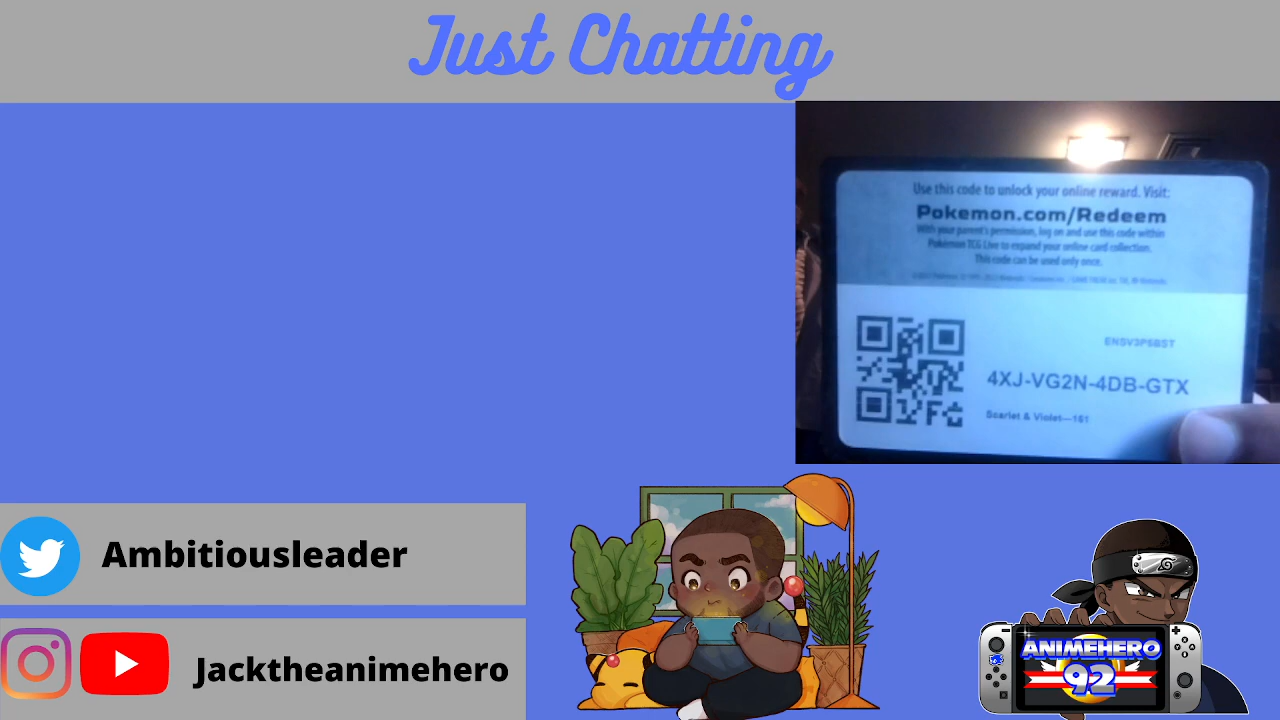 Just Chatting
Use this code to unlock your online reward. Visit:
Pokemon.com/Redeem
With your parent's permission, log on and use this code within
Pokémon TCG Live to expand your online card collection.
This code can be used only once.
ENSV3P5BST
4XJ-VG2N-4DB-GTX
Scarlet & Violet—151
Ambitiousleader
Jacktheanimehero
ANIMEHERO
92